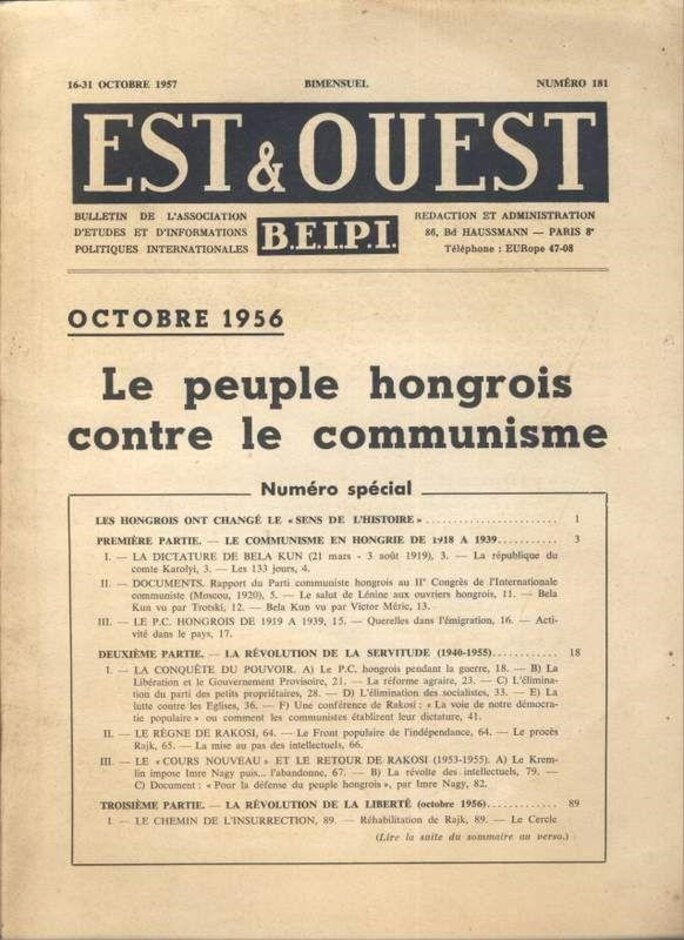 16-31 OCTOBRE 1957 BIMENSUEL NUMÉRO 181
EST & OUEST
BULLETIN DE L'ASSOCIATION
D'ETUDES ET D'INFORMATIONS
POLITIQUES INTERNATIONALES
B.E.I.P.I.
REDACTION ET ADMINISTRATION
86, Bd HAUSSMANN — PARIS 8e
Téléphone : EURope 47-08
OCTOBRE 1956
Le peuple hongrois
contre le communisme
Numéro spécial
LES HONGROIS ONT CHANGÉ LE « SENS DE L'HISTOIRE » ........................ 1
PREMIÈRE PARTIE. — LE COMMUNISME EN HONGRIE DE 1918 A 1939........... 3
I. — LA DICTATURE DE BELA KUN (21 mars - 3 août 1919), 3. — La république du
comte Karolyi, 3. — Les 133 jours, 4.
II. — DOCUMENTS. Rapport du Parti communiste hongrois au IIe Congrès de l'Internationale
communiste (Moscou, 1920), 5. — Le salut de Lénine aux ouvriers hongrois, 11. — Bela
Kun vu par Trotski, 12. — Bela Kun vu par Victor Méric, 13.
III. — LE P.C. HONGROIS DE 1919 A 1939, 15. — Querelles dans l'émigration, 16. — Acti-
vité dans le pays, 17.
DEUXIÈME PARTIE. — LA RÉVOLUTION DE LA SERVITUDE (1940-1955)............ 18
I. — LA CONQUÊTE DU POUVOIR. A) Le P.C. hongrois pendant la guerre, 18. — B) La
Libération et le Gouvernement Provisoire, 21. — La réforme agraire, 23. — C) L'élimina-
tion du parti des petits propriétaires, 28. — D) L'élimination des socialistes, 33. — E) La
lutte contre les Eglises, 36. — F) Une conférence de Rakosi : « La voie de notre démocra-
tie populaire » ou comment les communistes établirent leur dictature, 41.
II. — LE RÈGNE DE RAKOSI, 64. — Le Front populaire de l'indépendance, 64. — Le procès
Rajk, 65. — La mise au pas des intellectuels, 66.
III. — LE « COURS NOUVEAU » ET LE RETOUR DE RAKOSI (1953-1955). A) Le Krem-
lin impose Imre Nagy puis... l'abandonne, 67. — B) La révolte des intellectuels, 79. —
C) Document : « Pour la défense du peuple hongrois », par Imre Nagy, 82.
TROISIÈME PARTIE. — LA RÉVOLUTION DE LA LIBERTÉ (octobre 1956)............. 89
I. — LE CHEMIN DE L'INSURRECTION, 89. — Réhabilitation de Rajk, 89. — Le Cercle
(Lire la suite du sommaire au verso.)